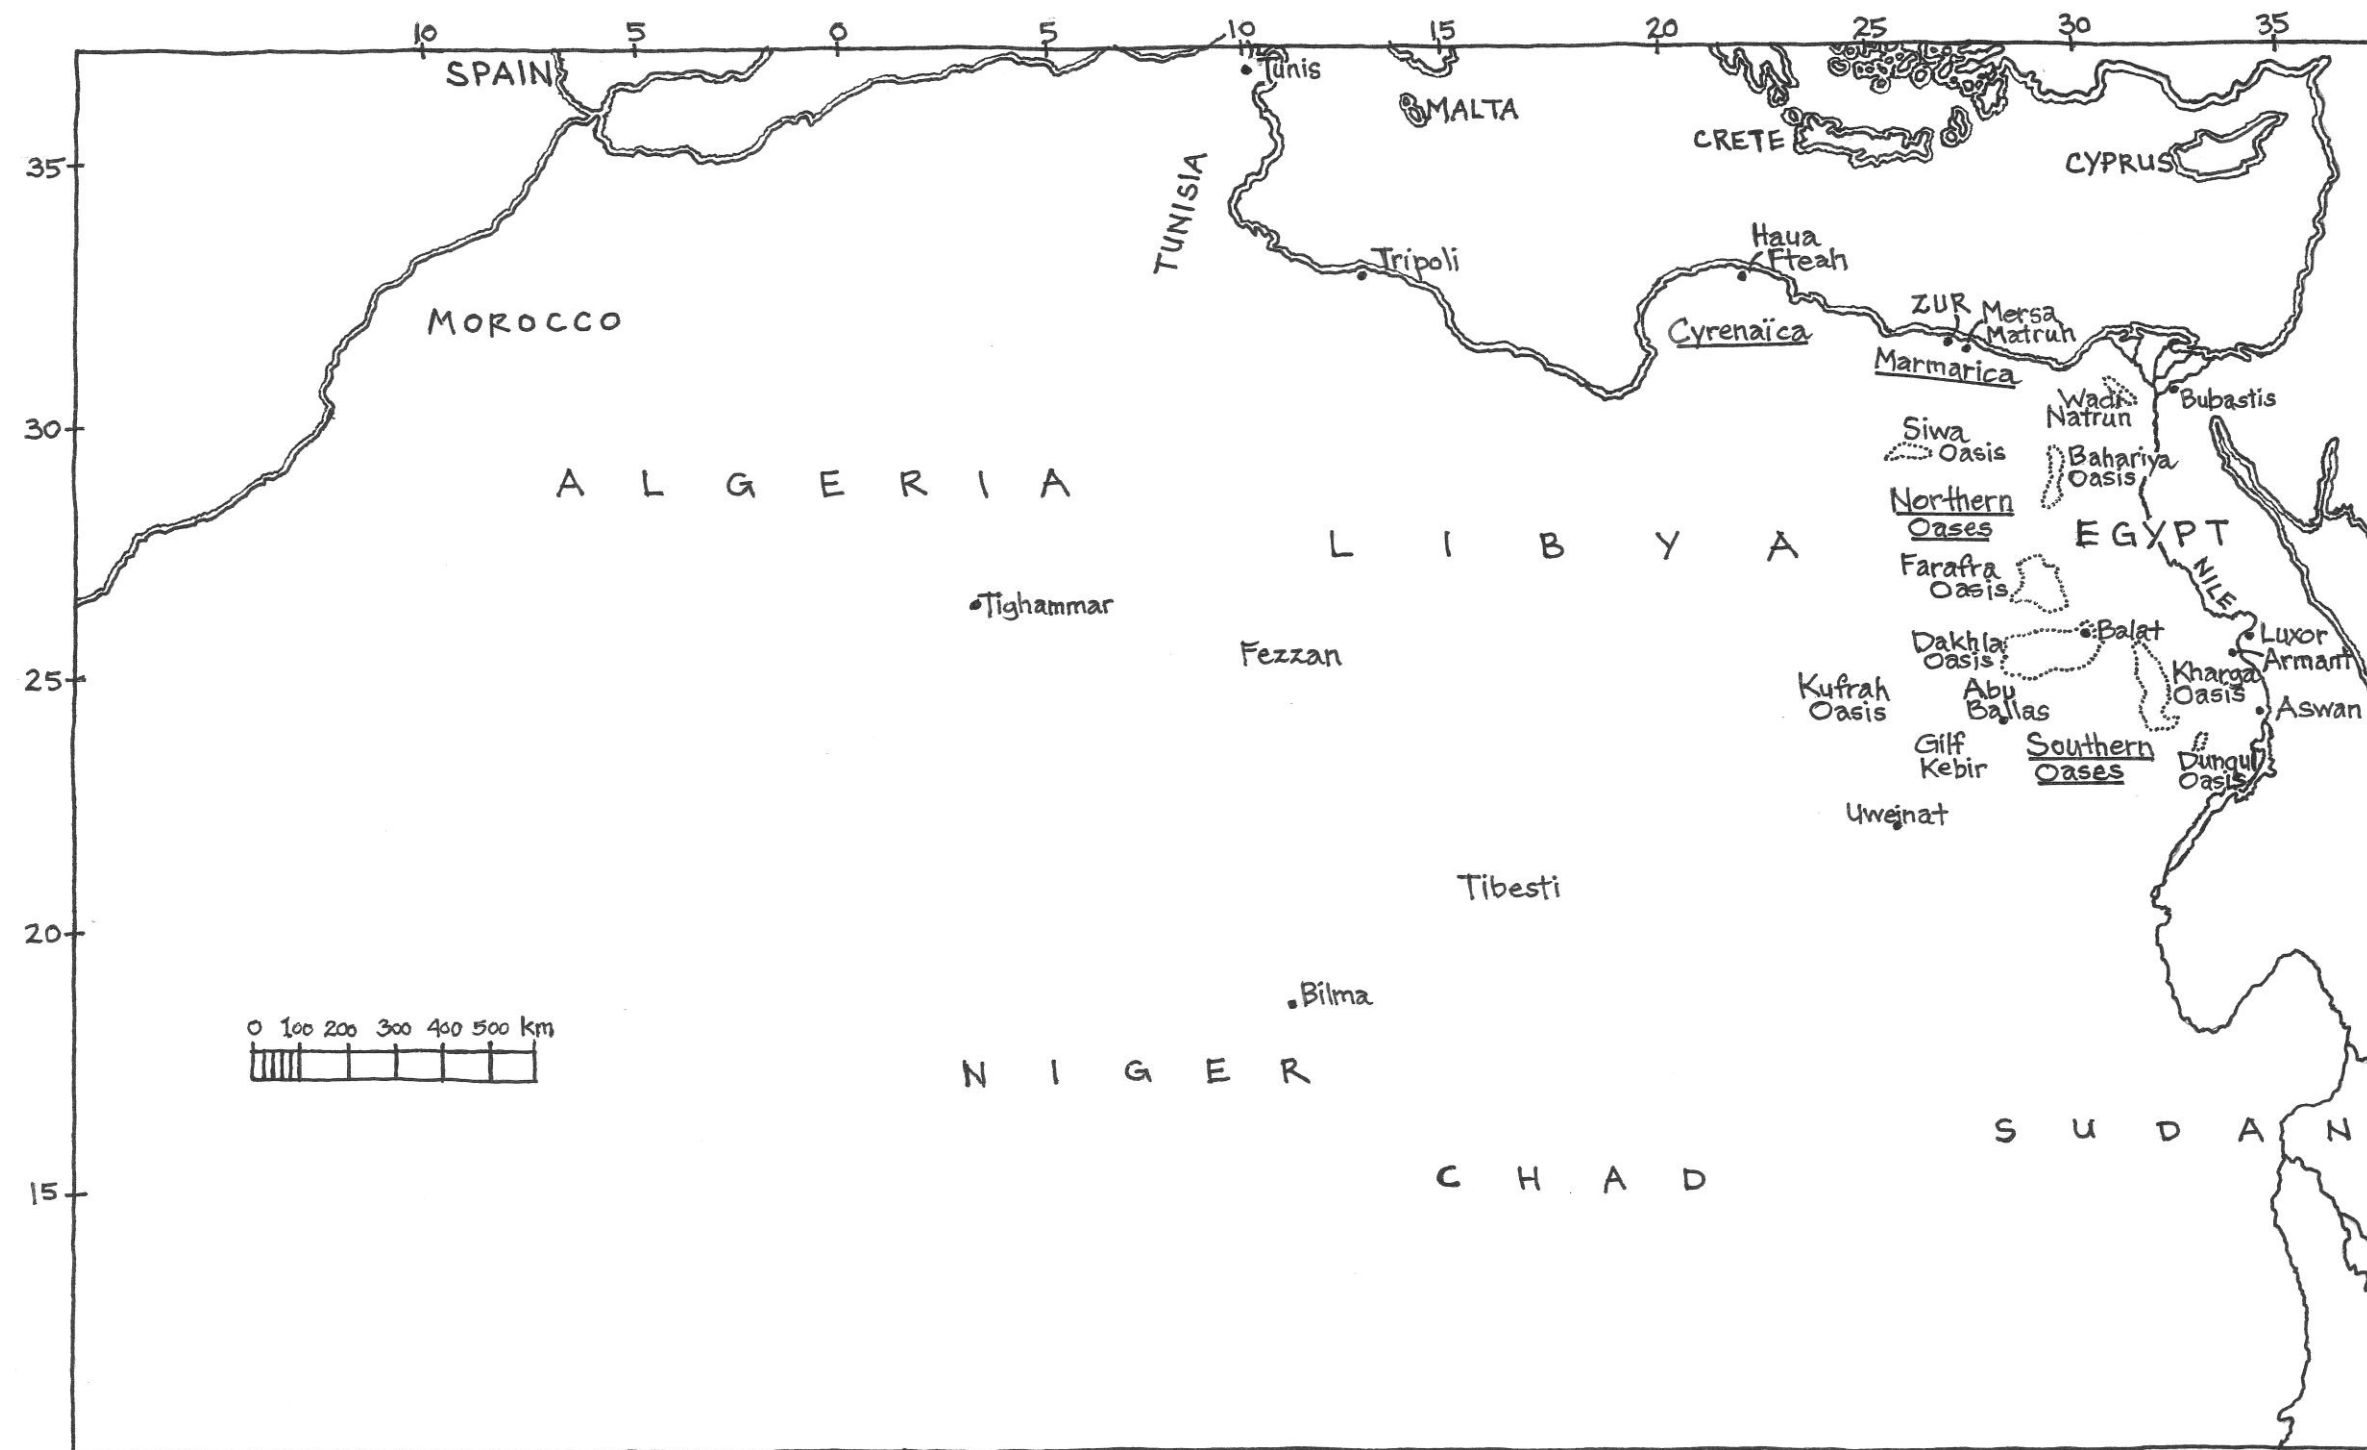 10 5 0 5 10 15 20 25 30 35
SPAIN
Tunis
MALTA
CRETE
CYPRUS
35
TUNISIA
Haua
Fteah
Tripoli
MOROCCO
ZUR
Mersa
Matruh
Cyrenaïca
Marmarica
Wadi
Natrun
Bubastis
30
Siwa
Oasis
Bahariya
Oasis
ALGERIA
Northern
Oases
EGYPT
LIBYA
Farafra
Oasis
NILE
Tighammar
Fezzan
Dakhla
Oasis
Balat
Luxor
Armant
25
Kufrah
Oasis
Abu
Ballas
Kharga
Oasis
Aswan
Gilf
Kebir
Southern
Oases
Dungul
Oasis
Uweinat
Tibesti
20
Bilma
0 100 200 300 400 500 km
NIGER
SUDAN
CHAD
15